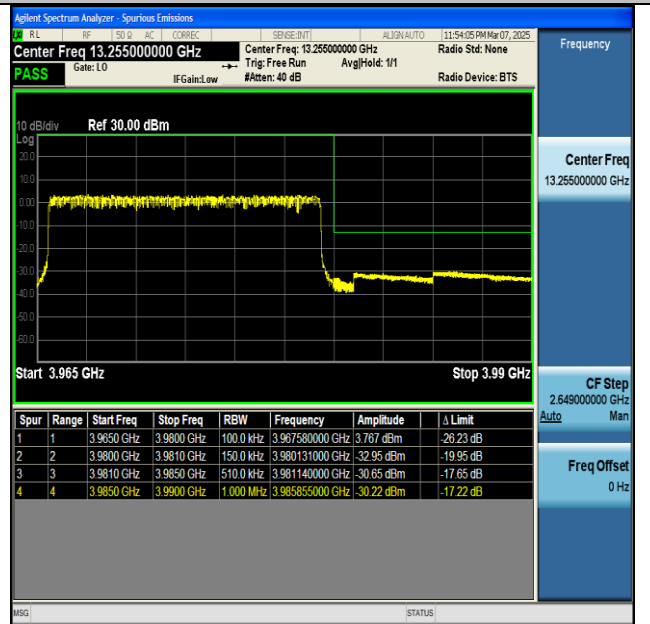 Agilent Spectrum Analyzer - Spurious Emissions
RL RF 50 Ω AC CORREC SENSE:INT ALIGN AUTO 11:54:05 PM Mar 07, 2025
Center Freq 13.255000000 GHz
Center Freq: 13.255000000 GHz
Radio Std: None
PASS Gate: LO IFGain:Low
Trig: Free Run Avg|Hold: 1/1
#Atten: 40 dB
Radio Device: BTS
Frequency
10 dB/div Ref 30.00 dBm
Log
20.0
10.0
0.00
-10.0
-20.0
-30.0
-40.0
-50.0
-60.0
Start 3.965 GHz Stop 3.99 GHz
Center Freq
13.255000000 GHz
CF Step
2.649000000 GHz
Auto Man
Freq Offset
0 Hz
Spur Range Start Freq Stop Freq RBW Frequency Amplitude Δ Limit
1 1 3.9650 GHz 3.9800 GHz 100.0 kHz 3.967580000 GHz 3.767 dBm -26.23 dB
2 2 3.9800 GHz 3.9810 GHz 150.0 kHz 3.980131000 GHz -32.95 dBm -19.95 dB
3 3 3.9810 GHz 3.9850 GHz 510.0 kHz 3.981140000 GHz -30.65 dBm -17.65 dB
4 4 3.9850 GHz 3.9900 GHz 1.000 MHz 3.985855000 GHz -30.22 dBm -17.22 dB
MSG STATUS